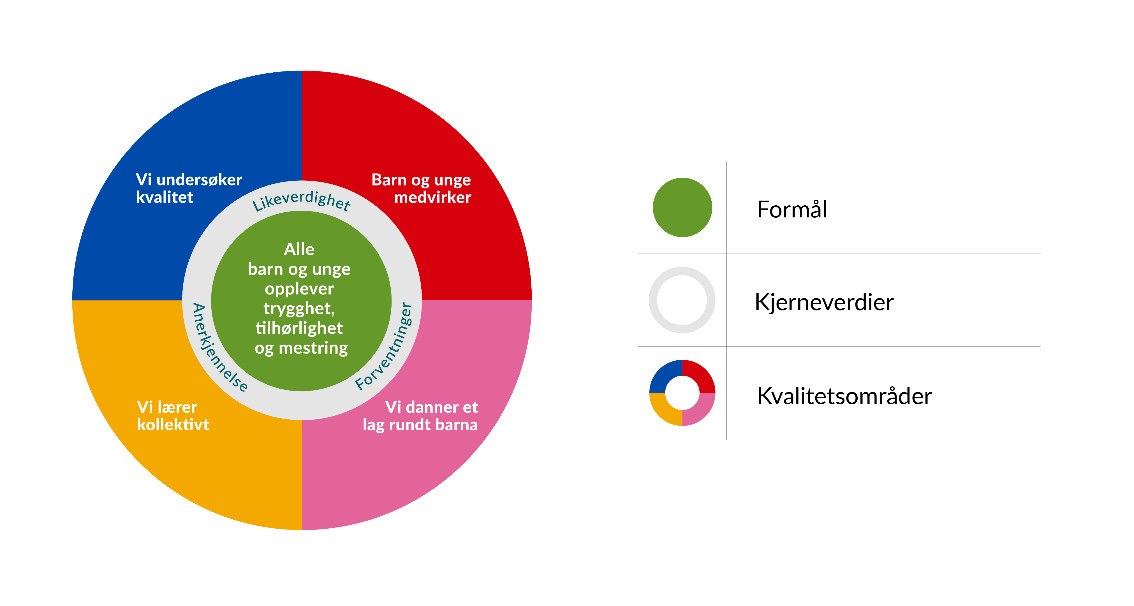 Vi undersøker
kvalitet
Barn og unge
medvirker
Likeverdighet
Alle
barn og unge
opplever
trygghet,
tilhørlighet
og mestring
Anerkjennelse
Forventninger
Vi lærer
kollektivt
Vi danner et
lag rundt barna
Formål
Kjerneverdier
Kvalitetsområder